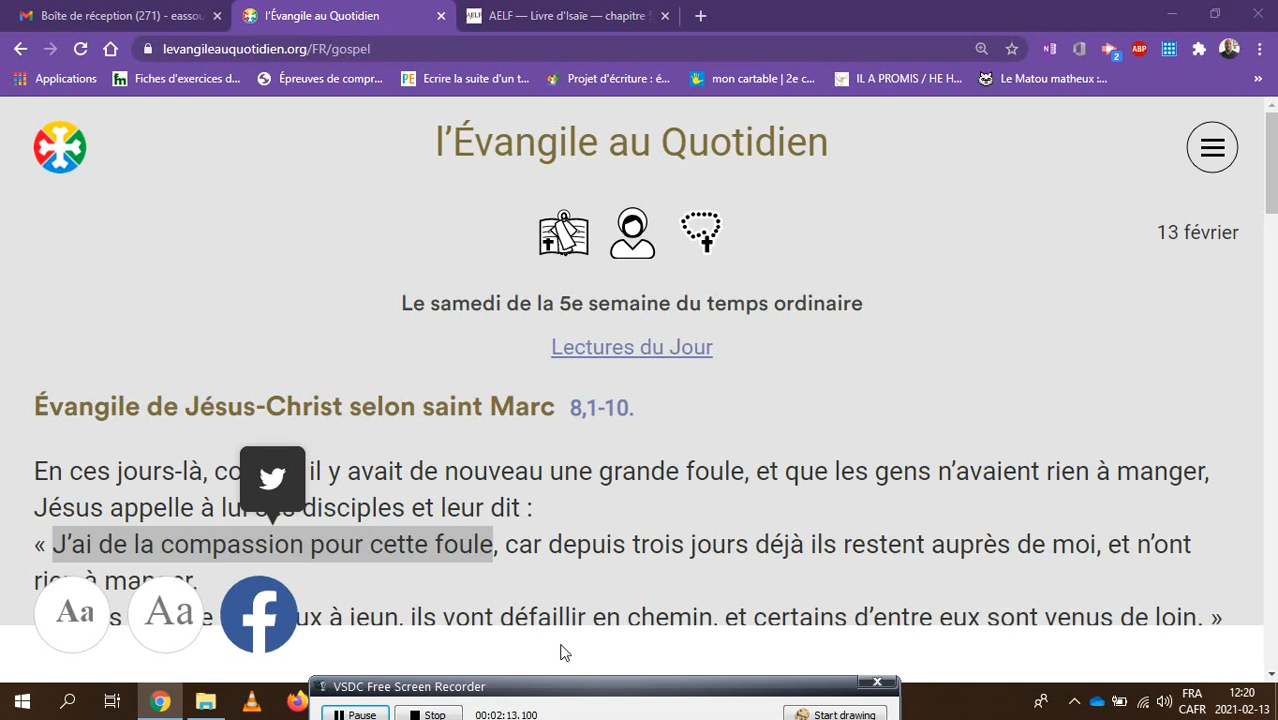 Boîte de réception (271) - eassou
l'Évangile au Quotidien
AELF — Livre d'Isaïe — chapitre
levangileauquotidien.org/FR/gospel
ABP
2
Applications
fn Fiches d'exercices d...
Épreuves de compr...
PE Ecrire la suite d'un t...
Projet d'écriture : é...
mon cartable | 2e c...
IL A PROMIS / HE H...
Le Matou matheux :...
»
l'Évangile au Quotidien
13 février
Le samedi de la 5e semaine du temps ordinaire
Lectures du Jour
Évangile de Jésus-Christ selon saint Marc 8,1-10.
En ces jours-là, il y avait de nouveau une grande foule, et que les gens n'avaient rien à manger,
Jésus appelle à lui disciples et leur dit :
« J'ai de la compassion pour cette foule, car depuis trois jours déjà ils restent auprès de moi, et n'ont
à manger.
à jeun, ils vont défaillir en chemin, et certains d'entre eux sont venus de loin. »
Aa
Aa
f
VSDC Free Screen Recorder
Pause
Stop
00:02:13.100
Start drawing
FRA
CAFR
12:20
2021-02-13